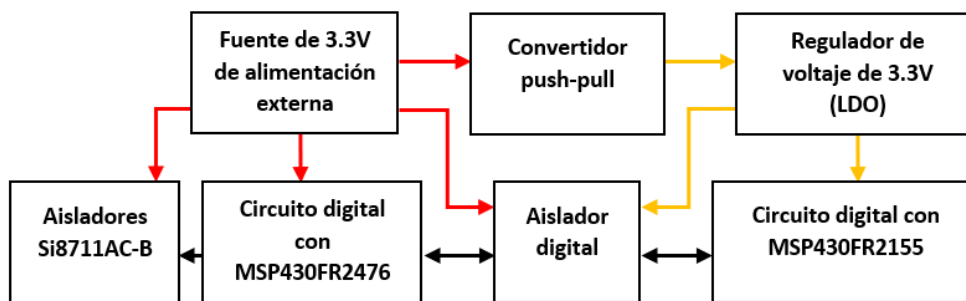 Fuente de 3.3V
de alimentación
externa
Convertidor
push-pull
Regulador de
voltaje de 3.3V
(LDO)
Aisladores
Si8711AC-B
Circuito digital
con
MSP430FR2476
Aislador
digital
Circuito digital con
MSP430FR2155